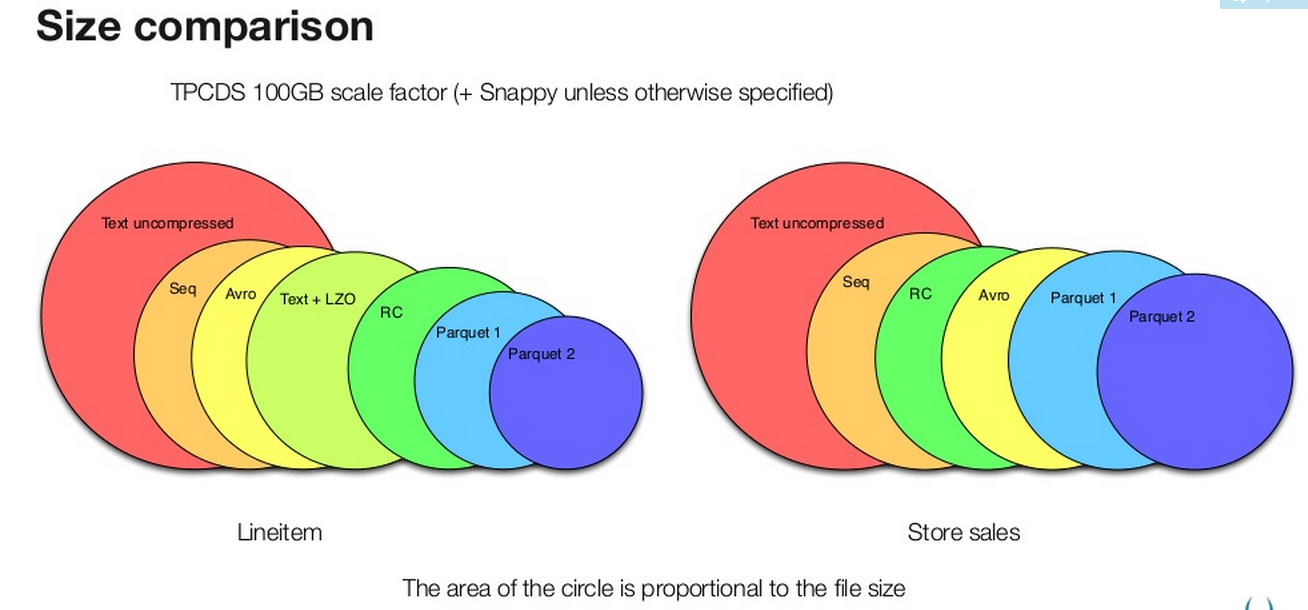 Size comparison
TPCDS 100GB scale factor (+ Snappy unless otherwise specified)
Text uncompressed
Seq
Avro
Text + LZO
RC
Parquet 1
Parquet 2
Text uncompressed
Seq
RC
Avro
Parquet 1
Parquet 2
Lineitem
Store sales
The area of the circle is proportional to the file size